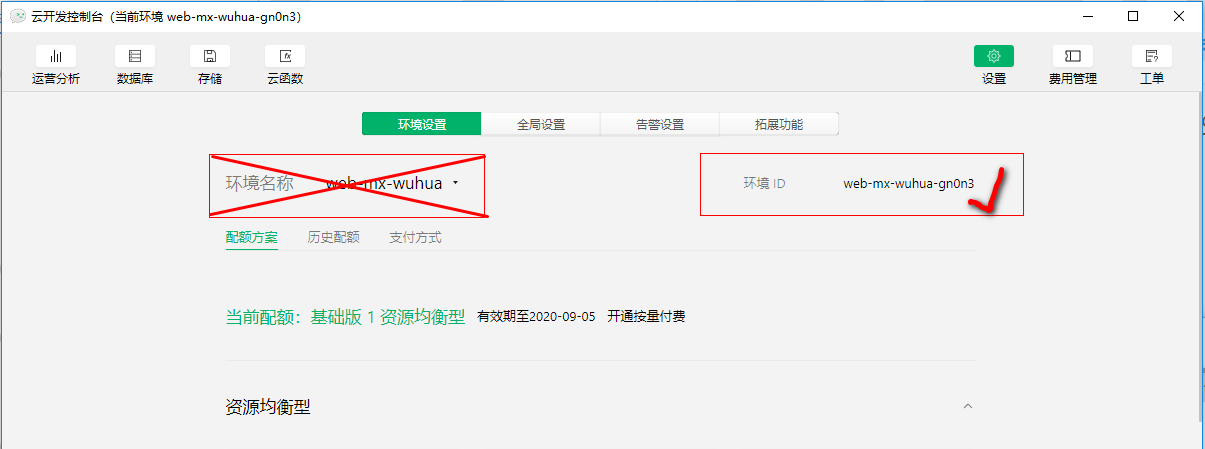 云开发控制台（当前环境 web-mx-wuhua-gn0n3）
运营分析 数据库 存储 云函数 设置 费用管理 工单
环境设置 全局设置 告警设置 拓展功能
环境名称 web-mx-wuhua 环境 ID web-mx-wuhua-gn0n3
配额方案 历史配额 支付方式
当前配额：基础版 1 资源均衡型 有效期至2020-09-05 开通按量付费
资源均衡型